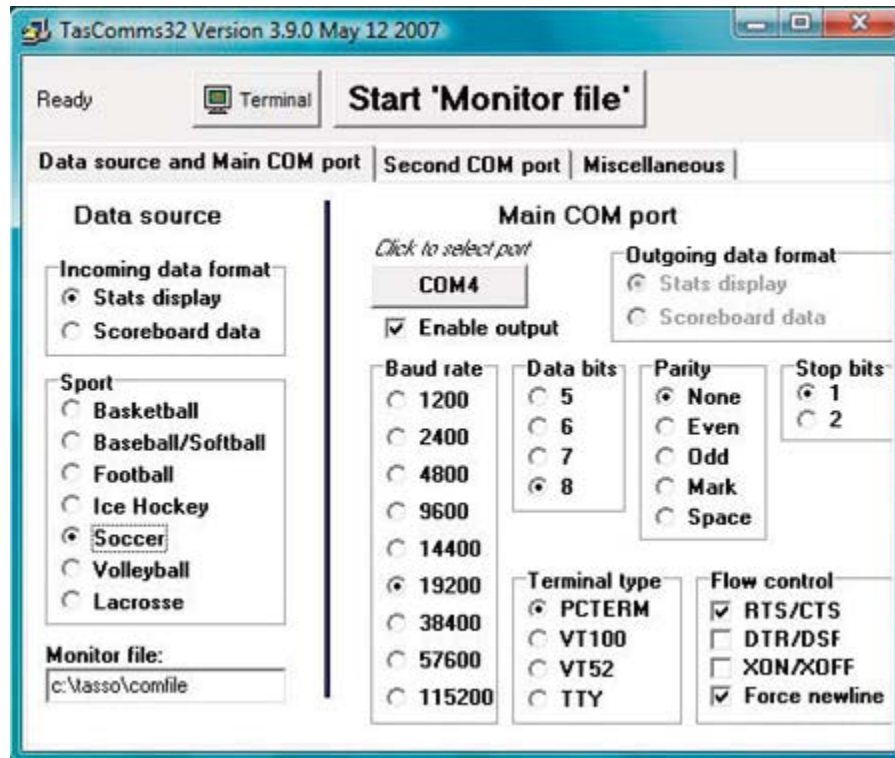 TasComms32 Version 3.9.0 May 12 2007
Ready
Terminal
Start 'Monitor file'
Data source and Main COM port
Second COM port
Miscellaneous
Data source
Incoming data format
Stats display
Scoreboard data
Sport
Basketball
Baseball/Softball
Football
Ice Hockey
Soccer
Volleyball
Lacrosse
Monitor file:
c:\tasso\comfile
Main COM port
Click to select port
COM4
Enable output
Outgoing data format
Stats display
Scoreboard data
Baud rate
1200
2400
4800
9600
14400
19200
38400
57600
115200
Data bits
5
6
7
8
Parity
None
Even
Odd
Mark
Space
Stop bits
1
2
Terminal type
PCTERM
VT100
VT52
TTY
Flow control
RTS/CTS
DTR/DSF
XON/XOFF
Force newline